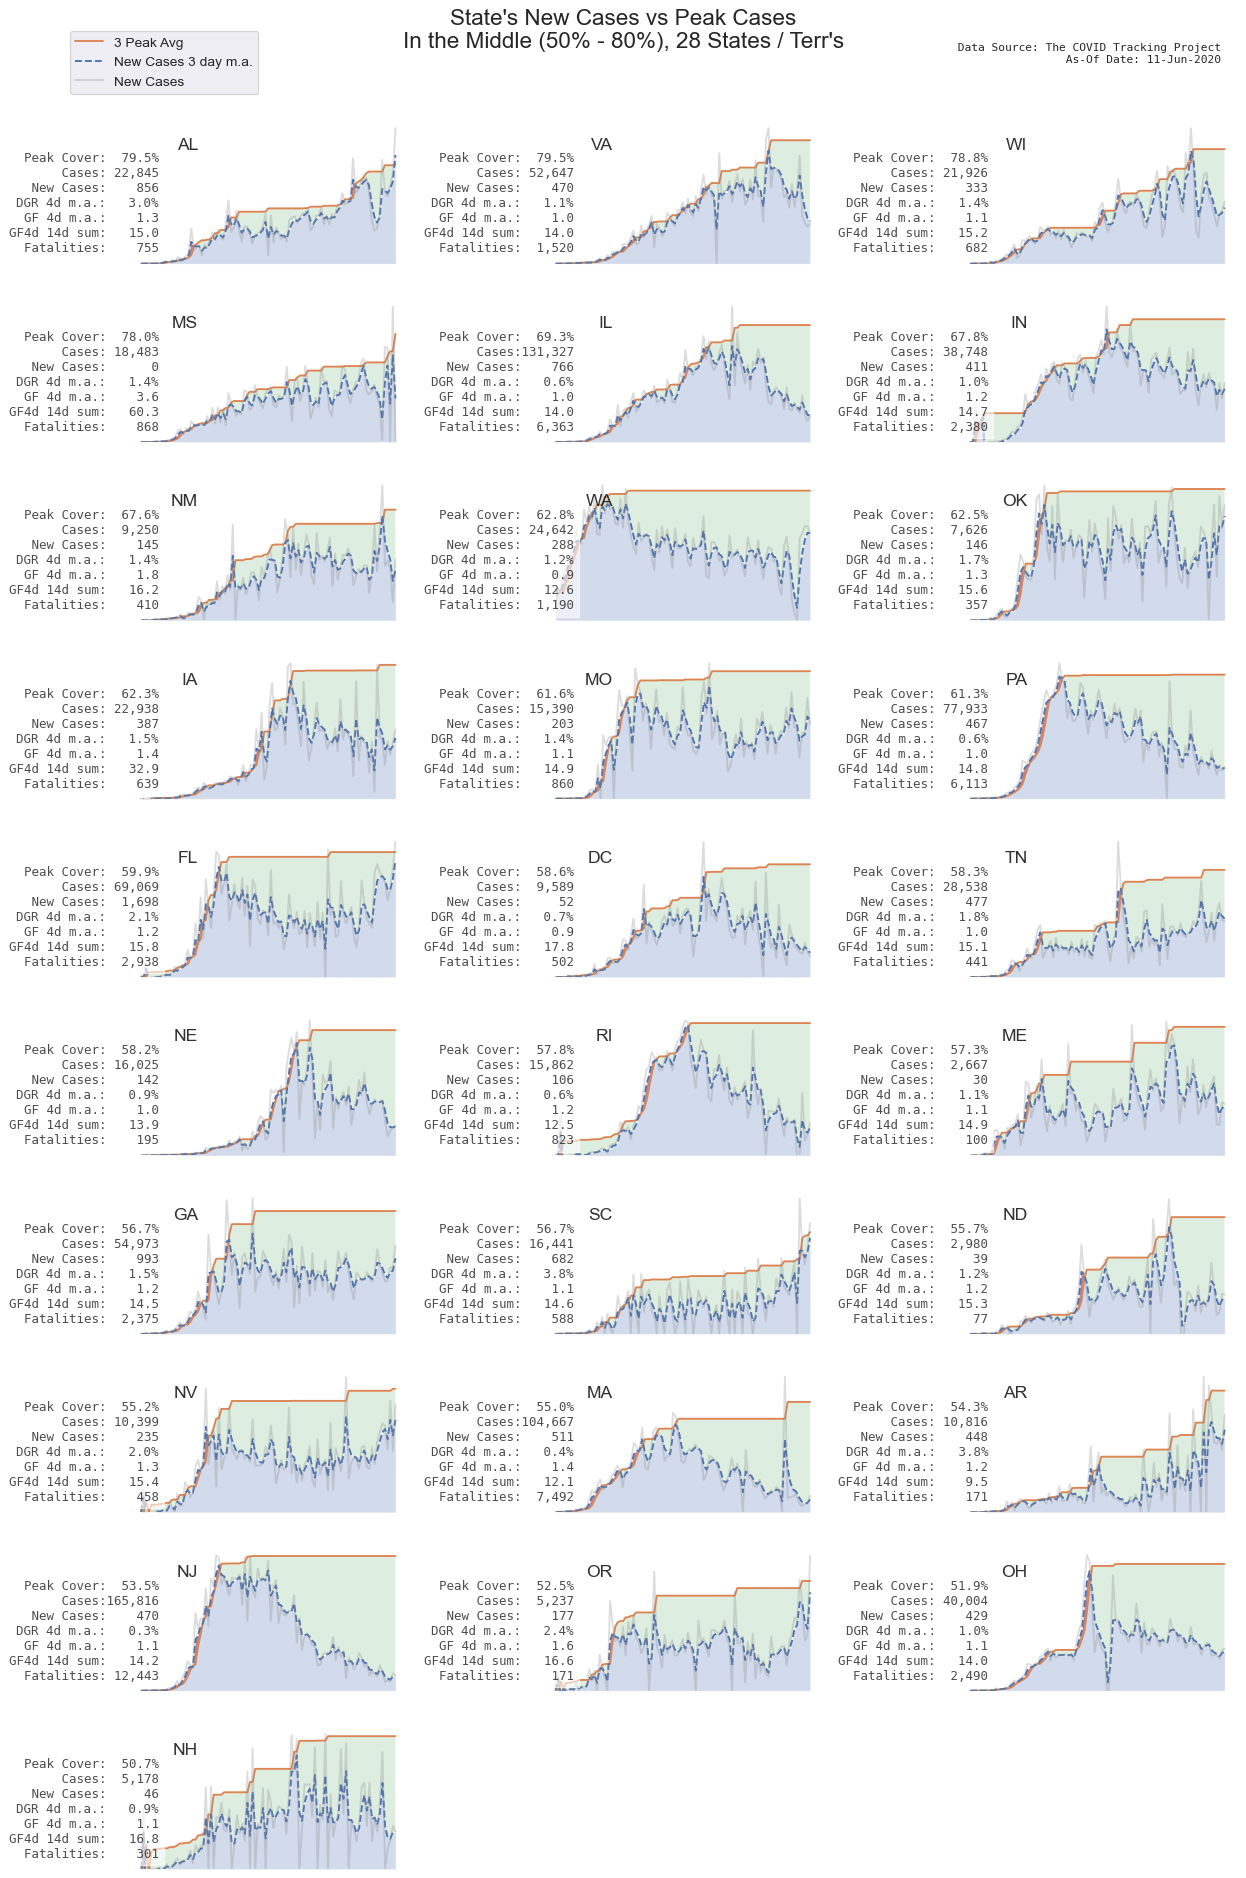 State's New Cases vs Peak Cases
In the Middle (50% - 80%), 28 States / Terr's
3 Peak Avg
New Cases 3 day m.a.
New Cases
Data Source: The COVID Tracking Project
As-Of Date: 11-Jun-2020
AL
Peak Cover: 79.5%
Cases: 22,845
New Cases: 856
DGR 4d m.a.: 3.0%
GF 4d m.a.: 1.3
GF4d 14d sum: 15.0
Fatalities: 755
VA
Peak Cover: 79.5%
Cases: 52,647
New Cases: 470
DGR 4d m.a.: 1.1%
GF 4d m.a.: 1.0
GF4d 14d sum: 14.0
Fatalities: 1,520
WI
Peak Cover: 78.8%
Cases: 21,926
New Cases: 333
DGR 4d m.a.: 1.4%
GF 4d m.a.: 1.1
GF4d 14d sum: 15.2
Fatalities: 682
MS
Peak Cover: 78.0%
Cases: 18,483
New Cases: 0
DGR 4d m.a.: 1.4%
GF 4d m.a.: 3.6
GF4d 14d sum: 60.3
Fatalities: 868
IL
Peak Cover: 69.3%
Cases:131,327
New Cases: 766
DGR 4d m.a.: 0.6%
GF 4d m.a.: 1.0
GF4d 14d sum: 14.0
Fatalities: 6,363
IN
Peak Cover: 67.8%
Cases: 38,748
New Cases: 411
DGR 4d m.a.: 1.0%
GF 4d m.a.: 1.2
GF4d 14d sum: 14.7
Fatalities: 2,380
NM
Peak Cover: 67.6%
Cases: 9,250
New Cases: 145
DGR 4d m.a.: 1.4%
GF 4d m.a.: 1.8
GF4d 14d sum: 16.2
Fatalities: 410
WA
Peak Cover: 62.8%
Cases: 24,642
New Cases: 288
DGR 4d m.a.: 1.2%
GF 4d m.a.: 0.9
GF4d 14d sum: 12.6
Fatalities: 1,190
OK
Peak Cover: 62.5%
Cases: 7,626
New Cases: 146
DGR 4d m.a.: 1.7%
GF 4d m.a.: 1.3
GF4d 14d sum: 15.6
Fatalities: 357
IA
Peak Cover: 62.3%
Cases: 22,938
New Cases: 387
DGR 4d m.a.: 1.5%
GF 4d m.a.: 1.4
GF4d 14d sum: 32.9
Fatalities: 639
MO
Peak Cover: 61.6%
Cases: 15,390
New Cases: 203
DGR 4d m.a.: 1.4%
GF 4d m.a.: 1.1
GF4d 14d sum: 14.9
Fatalities: 860
PA
Peak Cover: 61.3%
Cases: 77,933
New Cases: 467
DGR 4d m.a.: 0.6%
GF 4d m.a.: 1.0
GF4d 14d sum: 14.8
Fatalities: 6,113
FL
Peak Cover: 59.9%
Cases: 69,069
New Cases: 1,698
DGR 4d m.a.: 2.1%
GF 4d m.a.: 1.2
GF4d 14d sum: 15.8
Fatalities: 2,938
DC
Peak Cover: 58.6%
Cases: 9,589
New Cases: 52
DGR 4d m.a.: 0.7%
GF 4d m.a.: 0.9
GF4d 14d sum: 17.8
Fatalities: 502
TN
Peak Cover: 58.3%
Cases: 28,538
New Cases: 477
DGR 4d m.a.: 1.8%
GF 4d m.a.: 1.0
GF4d 14d sum: 15.1
Fatalities: 441
NE
Peak Cover: 58.2%
Cases: 16,025
New Cases: 142
DGR 4d m.a.: 0.9%
GF 4d m.a.: 1.0
GF4d 14d sum: 13.9
Fatalities: 195
RI
Peak Cover: 57.8%
Cases: 15,862
New Cases: 106
DGR 4d m.a.: 0.6%
GF 4d m.a.: 1.2
GF4d 14d sum: 12.5
Fatalities: 823
ME
Peak Cover: 57.3%
Cases: 2,667
New Cases: 30
DGR 4d m.a.: 1.1%
GF 4d m.a.: 1.1
GF4d 14d sum: 14.9
Fatalities: 100
GA
Peak Cover: 56.7%
Cases: 54,973
New Cases: 993
DGR 4d m.a.: 1.5%
GF 4d m.a.: 1.2
GF4d 14d sum: 14.5
Fatalities: 2,375
SC
Peak Cover: 56.7%
Cases: 16,441
New Cases: 682
DGR 4d m.a.: 3.8%
GF 4d m.a.: 1.1
GF4d 14d sum: 14.6
Fatalities: 588
ND
Peak Cover: 55.7%
Cases: 2,980
New Cases: 39
DGR 4d m.a.: 1.2%
GF 4d m.a.: 1.2
GF4d 14d sum: 15.3
Fatalities: 77
NV
Peak Cover: 55.2%
Cases: 10,399
New Cases: 235
DGR 4d m.a.: 2.0%
GF 4d m.a.: 1.3
GF4d 14d sum: 15.4
Fatalities: 458
MA
Peak Cover: 55.0%
Cases:104,667
New Cases: 511
DGR 4d m.a.: 0.4%
GF 4d m.a.: 1.4
GF4d 14d sum: 12.1
Fatalities: 7,492
AR
Peak Cover: 54.3%
Cases: 10,816
New Cases: 448
DGR 4d m.a.: 3.8%
GF 4d m.a.: 1.2
GF4d 14d sum: 9.5
Fatalities: 171
NJ
Peak Cover: 53.5%
Cases:165,816
New Cases: 470
DGR 4d m.a.: 0.3%
GF 4d m.a.: 1.1
GF4d 14d sum: 14.2
Fatalities: 12,443
OR
Peak Cover: 52.5%
Cases: 5,237
New Cases: 177
DGR 4d m.a.: 2.4%
GF 4d m.a.: 1.6
GF4d 14d sum: 16.6
Fatalities: 171
OH
Peak Cover: 51.9%
Cases: 40,004
New Cases: 429
DGR 4d m.a.: 1.0%
GF 4d m.a.: 1.1
GF4d 14d sum: 14.0
Fatalities: 2,490
NH
Peak Cover: 50.7%
Cases: 5,178
New Cases: 46
DGR 4d m.a.: 0.9%
GF 4d m.a.: 1.1
GF4d 14d sum: 16.8
Fatalities: 301